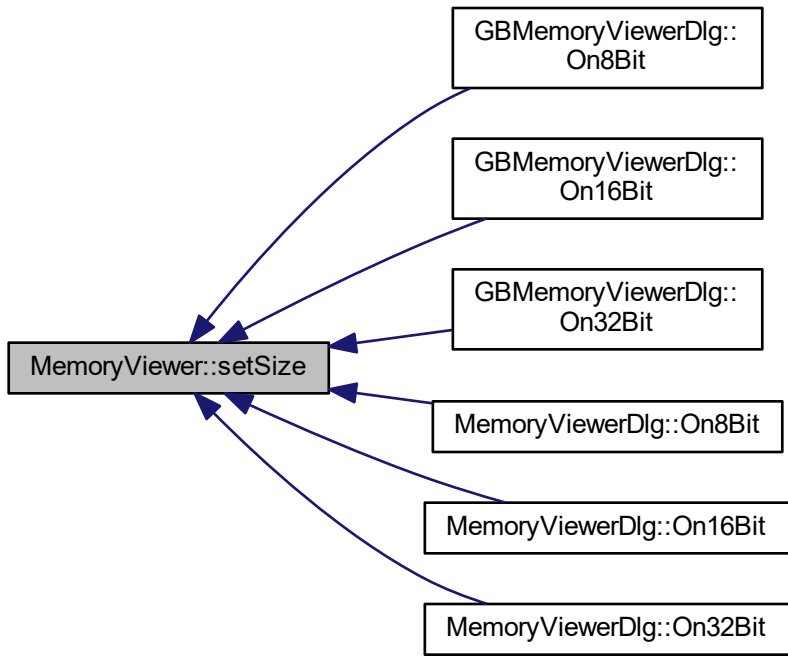 GBMemoryViewerDlg::
On8Bit
GBMemoryViewerDlg::
On16Bit
GBMemoryViewerDlg::
On32Bit
MemoryViewer::setSize
MemoryViewerDlg::On8Bit
MemoryViewerDlg::On16Bit
MemoryViewerDlg::On32Bit